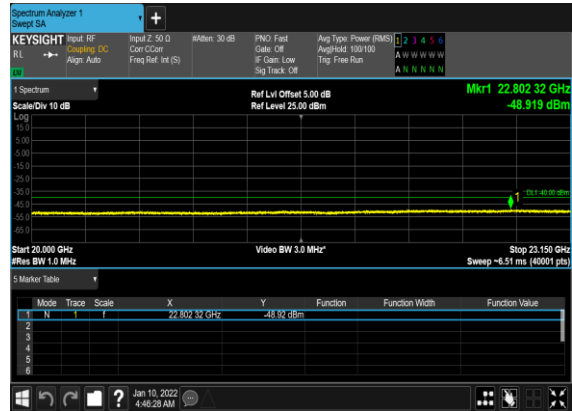 Spectrum Analyzer 1
Swept SA
+
KEYSIGHT Input: RF Input Z: 50 Ω #Atten: 30 dB PNO: Fast Avg Type: Power (RMS) 1 2 3 4 5 6
RL Coupling: DC Corr CCorr Gate: Off Avg|Hold: 100/100 A W W W W W
Align: Auto Freq Ref: Int (S) IF Gain: Low Trig: Free Run
Sig Track: Off A N N N N N
1 Spectrum Ref Lvl Offset 5.00 dB Mkr1 22.802 32 GHz
Scale/Div 10 dB Ref Level 25.00 dBm -48.919 dBm
Log
15.0
5.00
-5.00
-15.0
-25.0
-35.0
1 DL1 -40.00 dBm
-45.0
-55.0
-65.0
Start 20.000 GHz Video BW 3.0 MHz* Stop 23.150 GHz
#Res BW 1.0 MHz Sweep ~6.51 ms (40001 pts)
5 Marker Table
Mode Trace Scale X Y Function Function Width Function Value
1 N 1 f 22.802 32 GHz -48.92 dBm
2
3
4
5
6
? Jan 10, 2022
4:46:28 AM